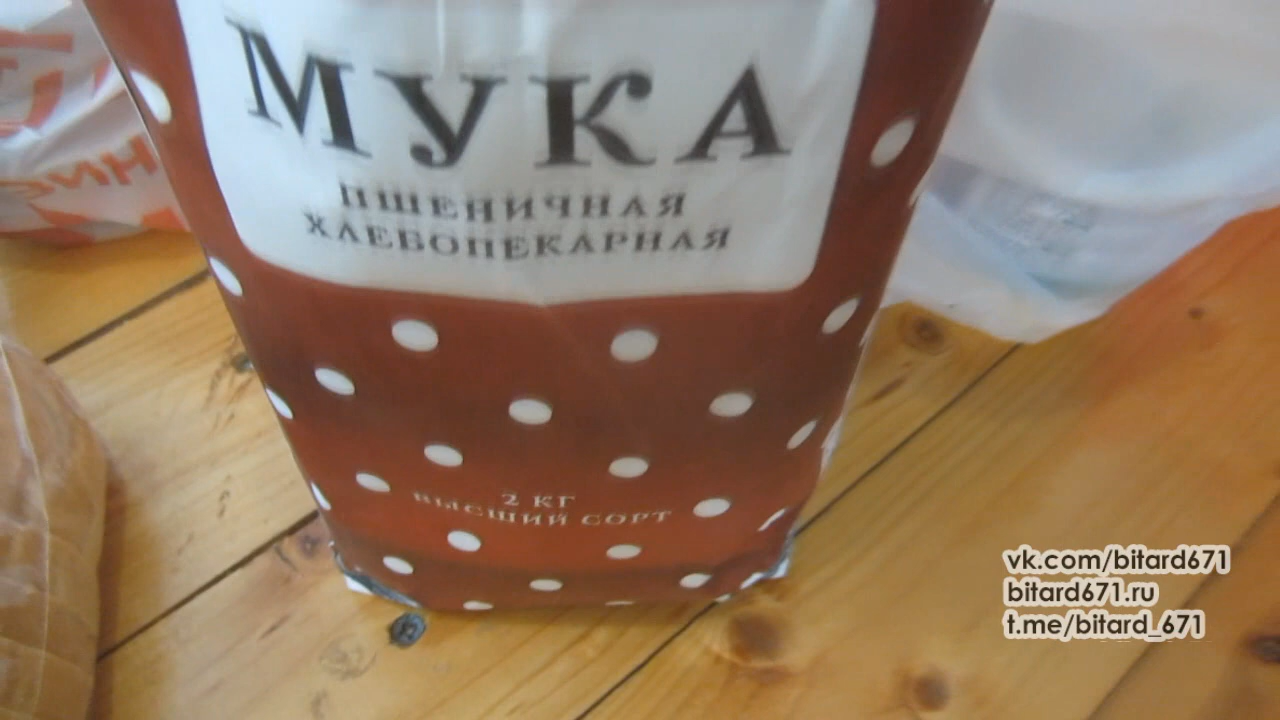 МУКА
ПШЕНИЧНАЯ
ХЛЕБОПЕКАРНАЯ
2 КГ
ВЫСШИЙ СОРТ
vk.com/bitard671
bitard671.ru
t.me/bitard_671